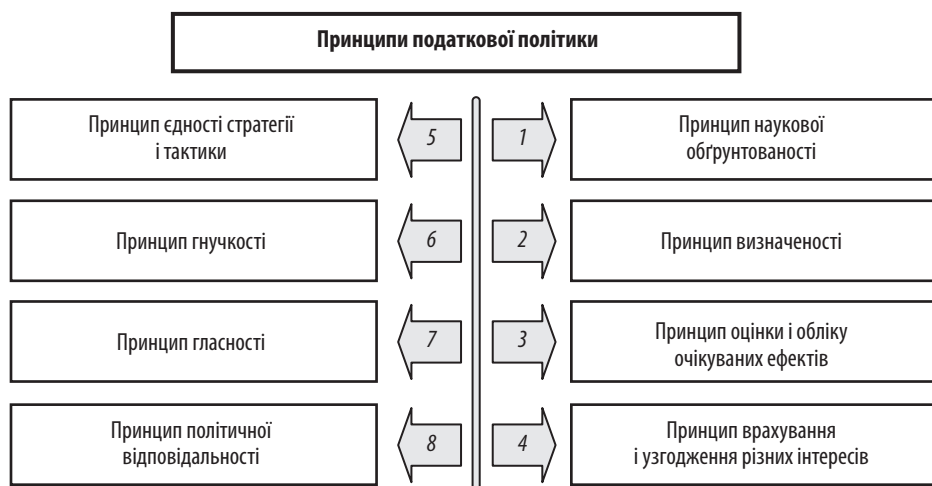 Принципи податкової політики
Принцип єдності стратегії
і тактики
5
1
Принцип наукової
обґрунтованості
Принцип гнучкості
6
2
Принцип визначеності
Принцип гласності
7
3
Принцип оцінки і обліку
очікуваних ефектів
Принцип політичної
відповідальності
8
4
Принцип врахування
і узгодження різних інтересів